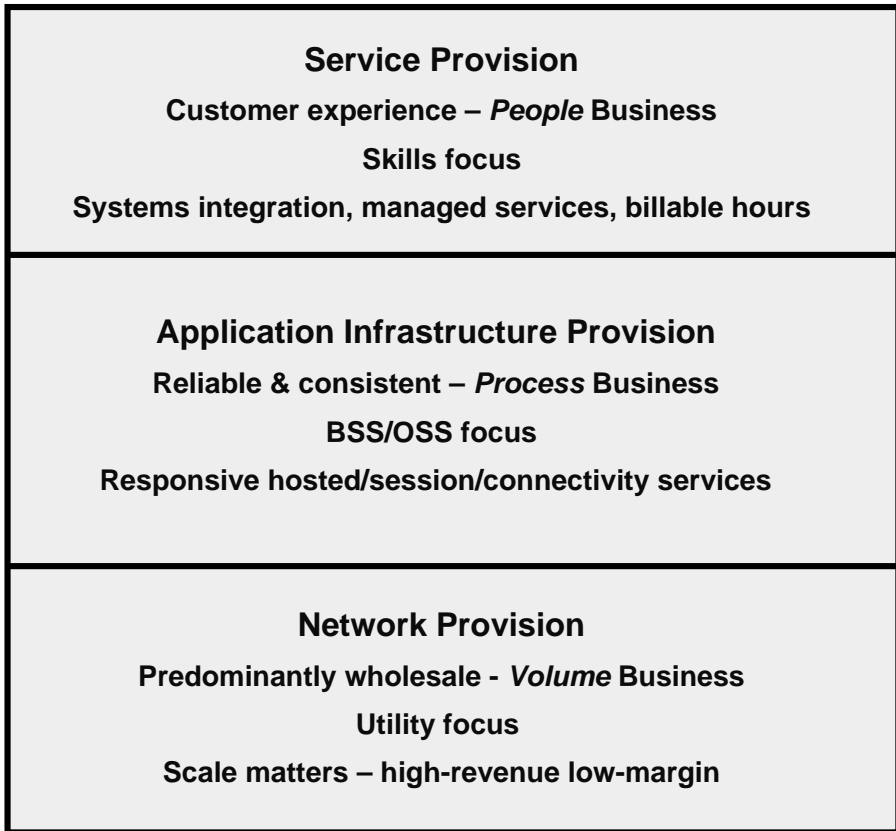 Service Provision
Customer experience – People Business
Skills focus
Systems integration, managed services, billable hours
Application Infrastructure Provision
Reliable & consistent – Process Business
BSS/OSS focus
Responsive hosted/session/connectivity services
Network Provision
Predominantly wholesale - Volume Business
Utility focus
Scale matters – high-revenue low-margin